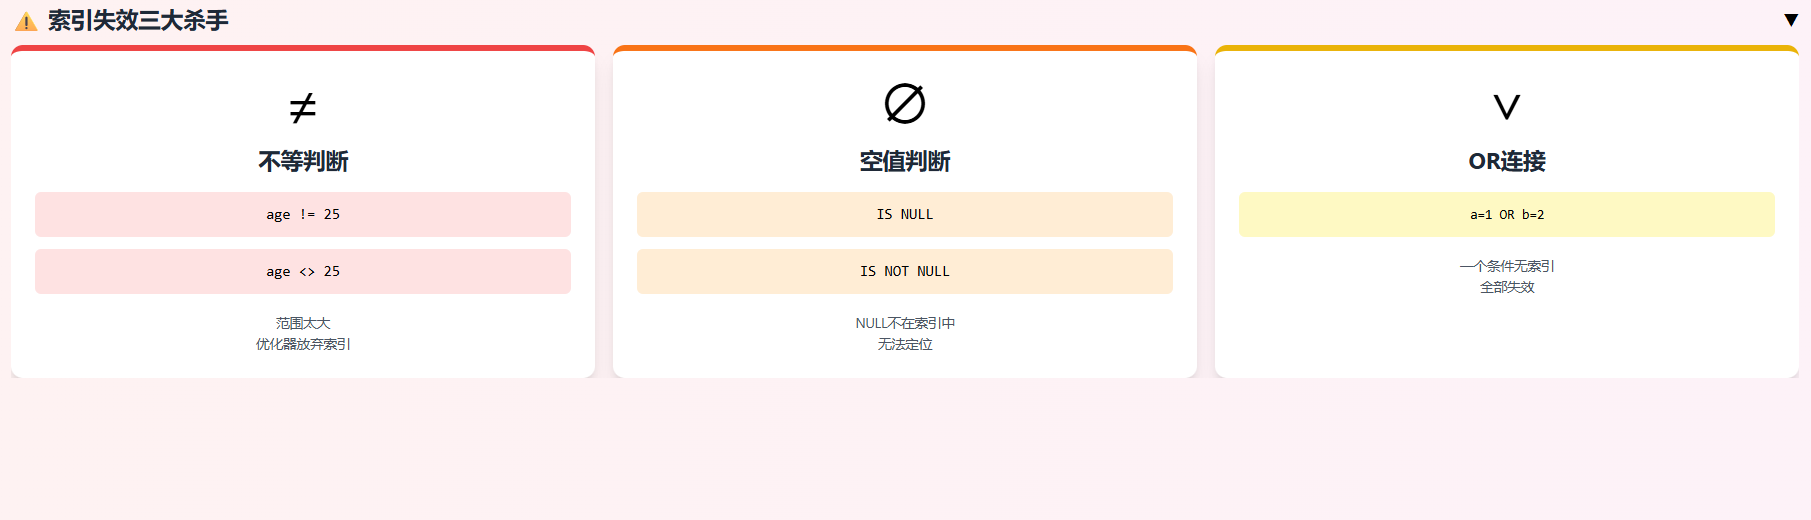 ⚠️ 索引失效三大杀手 ▼
≠
不等判断
age != 25
age <> 25
范围太大
优化器放弃索引
∅
空值判断
IS NULL
IS NOT NULL
NULL不在索引中
无法定位
∨
OR连接
a=1 OR b=2
一个条件无索引
全部失效